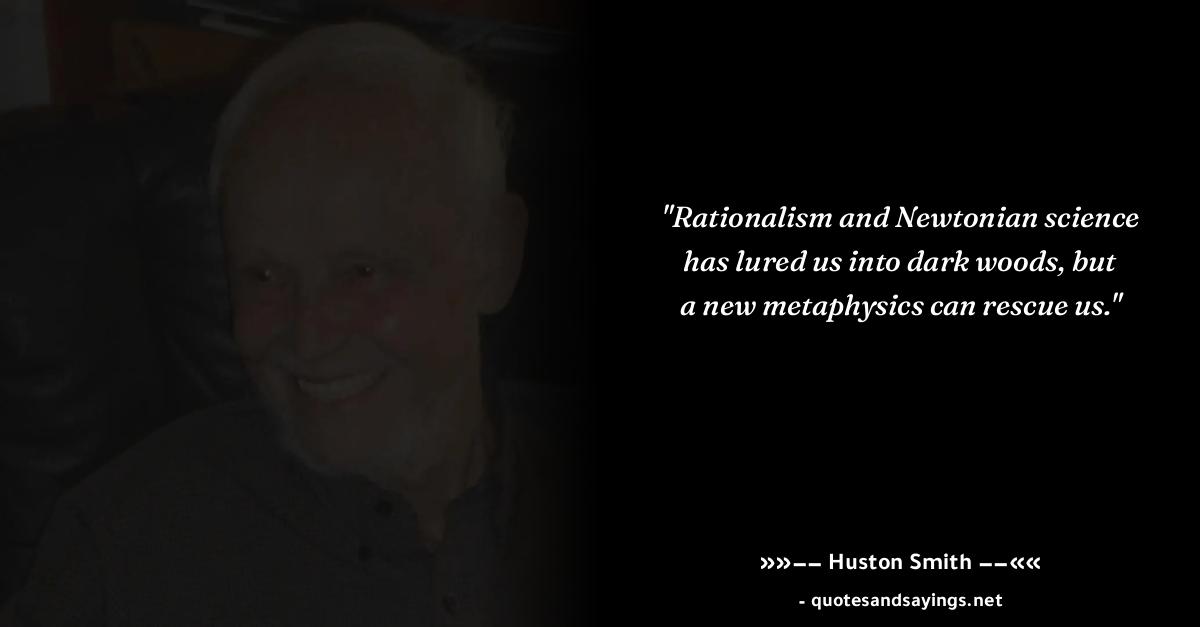 "Rationalism and Newtonian science
has lured us into dark woods, but
a new metaphysics can rescue us."
»»−− Huston Smith −−««
- quotesandsayings.net